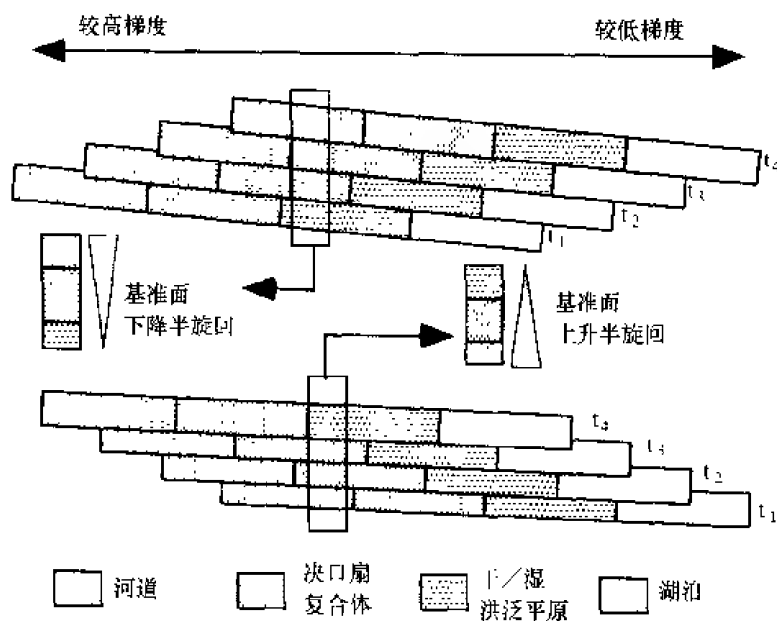 较高梯度
较低梯度
t4
t3
t2
t1
基准面
下降半旋回
基准面
上升半旋回
t4
t3
t2
t1
河道
决口扇
复合体
干／湿
洪泛平原
湖泊